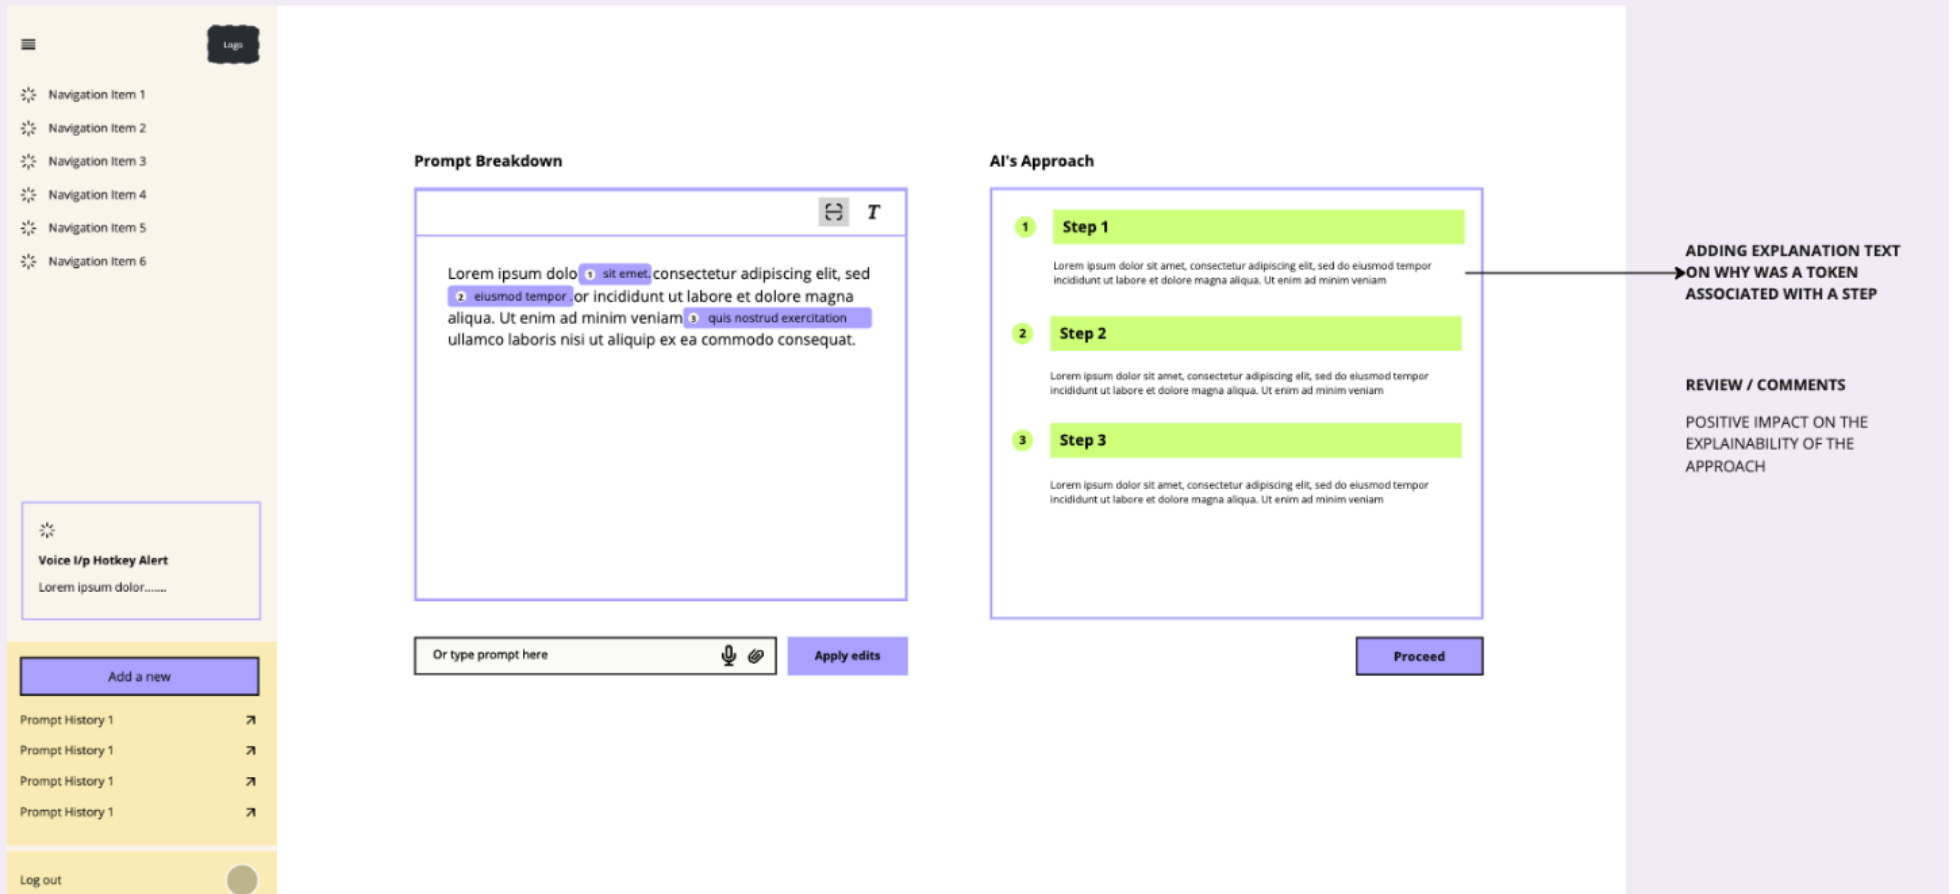 Logo
Navigation Item 1
Navigation Item 2
Navigation Item 3
Navigation Item 4
Navigation Item 5
Navigation Item 6
Voice I/p Hotkey Alert
Lorem ipsum dolor.......
Add a new
Prompt History 1
Prompt History 1
Prompt History 1
Prompt History 1
Log out
Prompt Breakdown
T
Lorem ipsum dolo 1 sit emet. consectetur adipiscing elit, sed
2 eiusmod tempor . or incididunt ut labore et dolore magna
aliqua. Ut enim ad minim veniam 3 quis nostrud exercitation
ullamco laboris nisi ut aliquip ex ea commodo consequat.
Or type prompt here
Apply edits
AI's Approach
1 Step 1
Lorem ipsum dolor sit amet, consectetur adipiscing elit, sed do eiusmod tempor
incididunt ut labore et dolore magna aliqua. Ut enim ad minim veniam
2 Step 2
Lorem ipsum dolor sit amet, consectetur adipiscing elit, sed do eiusmod tempor
incididunt ut labore et dolore magna aliqua. Ut enim ad minim veniam
3 Step 3
Lorem ipsum dolor sit amet, consectetur adipiscing elit, sed do eiusmod tempor
incididunt ut labore et dolore magna aliqua. Ut enim ad minim veniam
Proceed
ADDING EXPLANATION TEXT
ON WHY WAS A TOKEN
ASSOCIATED WITH A STEP
REVIEW / COMMENTS
POSITIVE IMPACT ON THE
EXPLAINABILITY OF THE
APPROACH